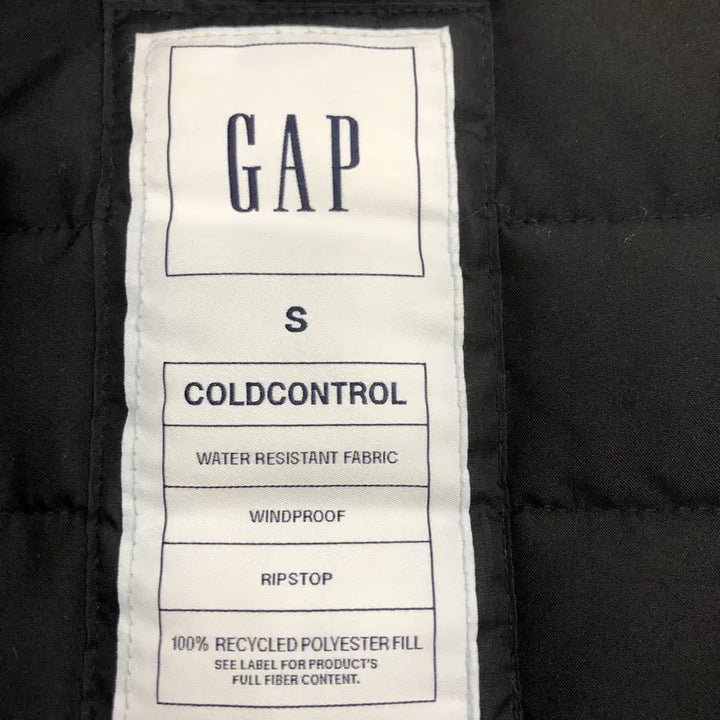 GAP
S
COLDCONTROL
WATER RESISTANT FABRIC
WINDPROOF
RIPSTOP
100% RECYCLED POLYESTER FILL
SEE LABEL FOR PRODUCT'S
FULL FIBER CONTENT.